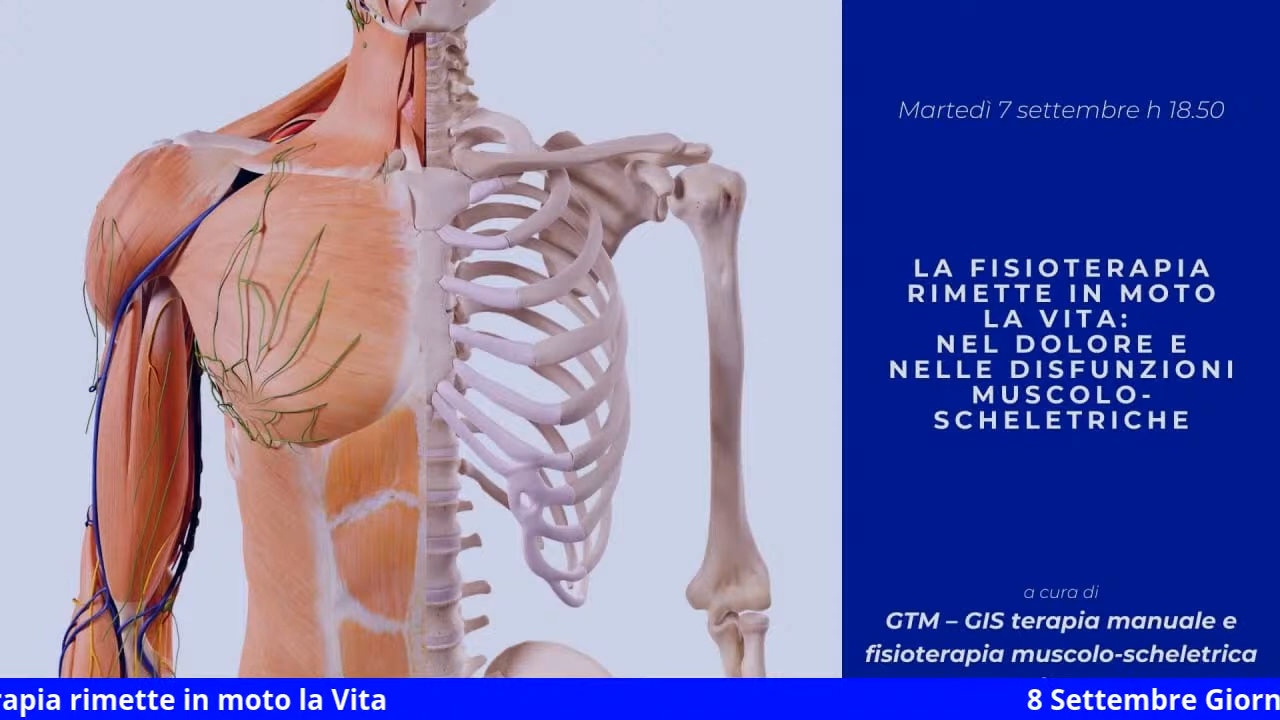 Martedì 7 settembre h 18.50
LA FISIOTERAPIA
RIMETTE IN MOTO
LA VITA:
NEL DOLORE E
NELLE DISFUNZIONI
MUSCOLO-
SCHELETRICHE
a cura di
GTM – GIS terapia manuale e
fisioterapia muscolo-scheletrica
rapia rimette in moto la Vita
8 Settembre Giorn